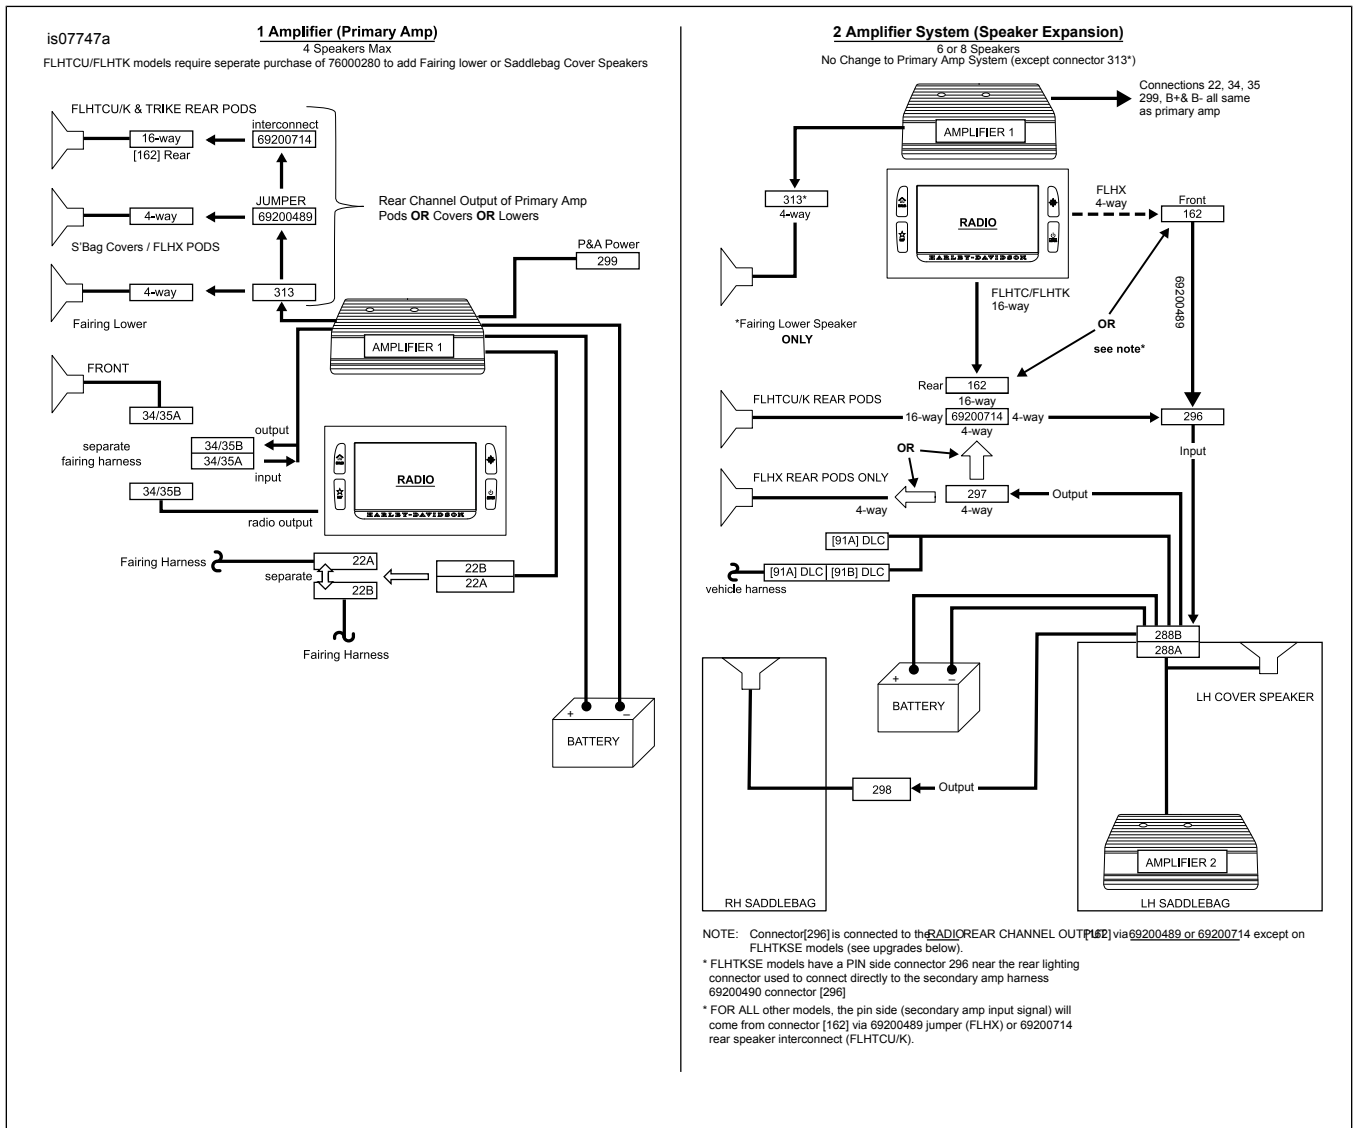 is07747a
1 Amplifier (Primary Amp)
4 Speakers Max
FLHTCU/FLHTK models require seperate purchase of 76000280 to add Fairing lower or Saddlebag Cover Speakers
FLHTCU/K & TRIKE REAR PODS
16-way
[162] Rear
interconnect
69200714
JUMPER
4-way
69200489
S'Bag Covers / FLHX PODS
Rear Channel Output of Primary Amp
Pods OR Covers OR Lowers
P&A Power
299
4-way
313
Fairing Lower
AMPLIFIER 1
FRONT
34/35A
output
34/35B
34/35A
input
separate
fairing harness
34/35B
radio output
RADIO
HARLEY-DAVIDSON
Fairing Harness
22A
separate
22B
22B
22A
Fairing Harness
+
–
BATTERY
2 Amplifier System (Speaker Expansion)
6 or 8 Speakers
No Change to Primary Amp System (except connector 313*)
Connections 22, 34, 35
299, B+& B- all same
as primary amp
AMPLIFIER 1
313*
4-way
RADIO
HARLEY-DAVIDSON
FLHX
4-way
Front
162
69200489
FLHTC/FLHTK
16-way
*Fairing Lower Speaker
ONLY
OR
see note*
Rear
162
16-way
FLHTCU/K REAR PODS
16-way
69200714
4-way
4-way
296
Input
OR
FLHX REAR PODS ONLY
4-way
297
4-way
Output
[91A] DLC
[91A] DLC
[91B] DLC
vehicle harness
288B
288A
+
–
BATTERY
LH COVER SPEAKER
298
Output
AMPLIFIER 2
RH SADDLEBAG
LH SADDLEBAG
NOTE: Connector[296] is connected to the RADIO REAR CHANNEL OUTPUT [162] via 69200489 or 69200714 except on
FLHTKSE models (see upgrades below).
* FLHTKSE models have a PIN side connector 296 near the rear lighting
connector used to connect directly to the secondary amp harness
69200490 connector [296]
* FOR ALL other models, the pin side (secondary amp input signal) will
come from connector [162] via 69200489 jumper (FLHX) or 69200714
rear speaker interconnect (FLHTCU/K).